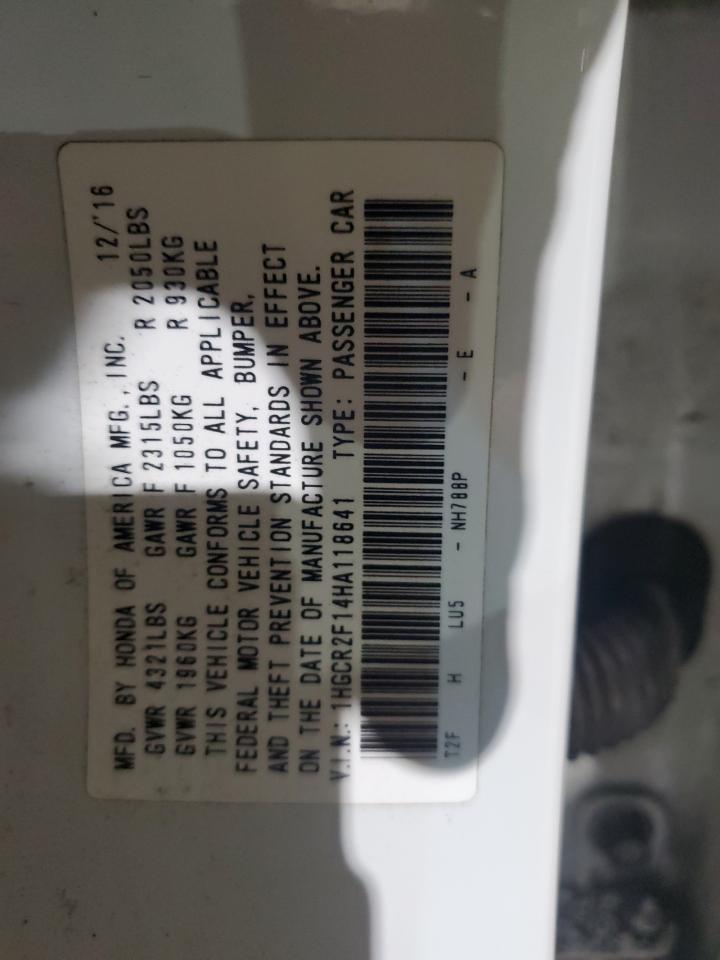 MFD. BY HONDA OF AMERICA MFG., INC. 12/'16
GVWR 4321LBS GAWR F 2315LBS R 2050LBS
GVWR 1960KG GAWR F 1050KG R 930KG
THIS VEHICLE CONFORMS TO ALL APPLICABLE
FEDERAL MOTOR VEHICLE SAFETY, BUMPER,
AND THEFT PREVENTION STANDARDS IN EFFECT
ON THE DATE OF MANUFACTURE SHOWN ABOVE.
V.I.N.: 1HGCR2F14HA118641 TYPE: PASSENGER CAR
T2F H LU5 - NH788P - E - A